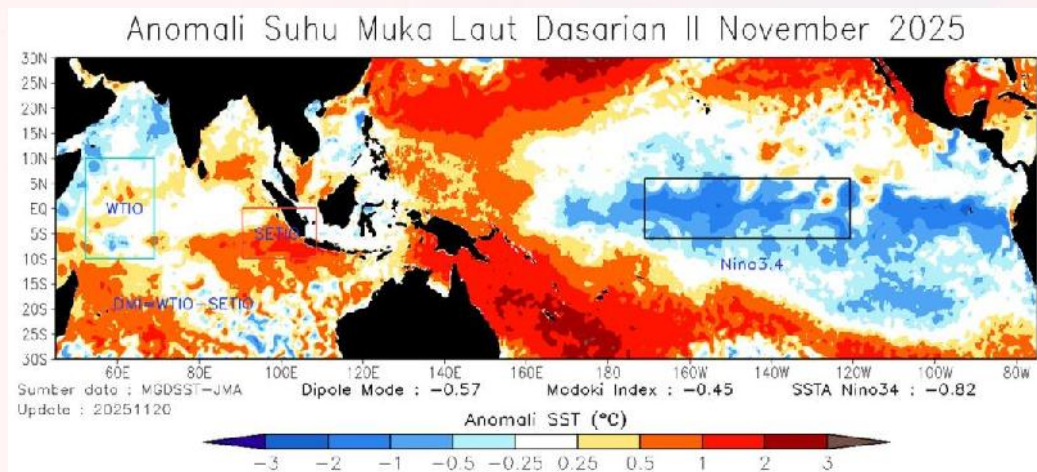 Anomali Suhu Muka Laut Dasarian II November 2025
30N
25N
20N
15N
10N
5N
EQ
5S
10S
15S
20S
25S
30S
WTIO
SETIO
DMI=WTIO-SETIO
Nino3.4
60E 80E 100E 120E 140E 160E 180 160W 140W 120W 100W 80W
Sumber data : MGDSST-JMA Dipole Mode : -0.57 Modoki Index : -0.45 SSTA Nino34 : -0.82
Update : 20251120
Anomali SST (°C)
-3 -2 -1 -0.5 -0.25 0.25 0.5 1 2 3